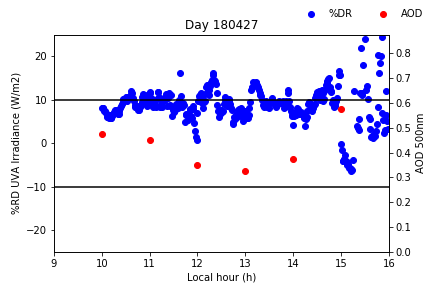 %DR AOD
Day 180427
%RD UVA Irradiance (W/m2)
20
10
0
−10
−20
0.8
0.7
0.6
0.5
0.4
0.3
0.2
0.1
0.0
AOD 500nm
9 10 11 12 13 14 15 16
Local hour (h)